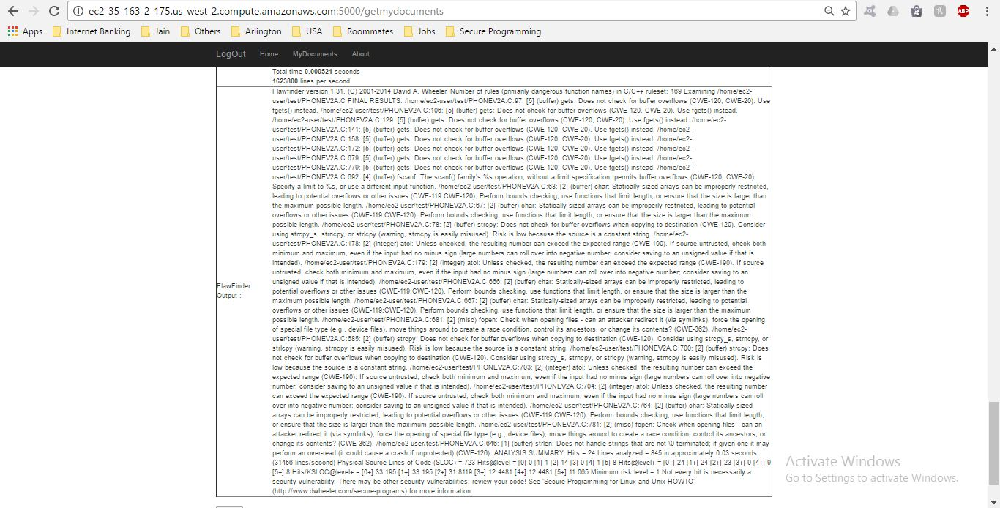 ec2-35-163-2-175.us-west-2.compute.amazonaws.com:5000/getmydocuments
ABP
Apps Internet Banking Jain Others Arlington USA Roommates Jobs Secure Programming
LogOut Home MyDocuments About
Total time 0.000521 seconds
1623800 lines per second
FlawFinder
Output :
Flawfinder version 1.31, (C) 2001-2014 David A. Wheeler. Number of rules (primarily dangerous function names) in C/C++ ruleset: 169 Examining /home/ec2-
user/test/PHONEV2A.C FINAL RESULTS: /home/ec2-user/test/PHONEV2A.C:97: [5] (buffer) gets: Does not check for buffer overflows (CWE-120, CWE-20). Use
fgets() instead. /home/ec2-user/test/PHONEV2A.C:106: [5] (buffer) gets: Does not check for buffer overflows (CWE-120, CWE-20). Use fgets() instead.
/home/ec2-user/test/PHONEV2A.C:129: [5] (buffer) gets: Does not check for buffer overflows (CWE-120, CWE-20). Use fgets() instead. /home/ec2-
user/test/PHONEV2A.C:141: [5] (buffer) gets: Does not check for buffer overflows (CWE-120, CWE-20). Use fgets() instead. /home/ec2-
user/test/PHONEV2A.C:158: [5] (buffer) gets: Does not check for buffer overflows (CWE-120, CWE-20). Use fgets() instead. /home/ec2-
user/test/PHONEV2A.C:172: [5] (buffer) gets: Does not check for buffer overflows (CWE-120, CWE-20). Use fgets() instead. /home/ec2-
user/test/PHONEV2A.C:679: [5] (buffer) gets: Does not check for buffer overflows (CWE-120, CWE-20). Use fgets() instead. /home/ec2-
user/test/PHONEV2A.C:779: [5] (buffer) gets: Does not check for buffer overflows (CWE-120, CWE-20). Use fgets() instead. /home/ec2-
user/test/PHONEV2A.C:692: [4] (buffer) fscanf: The scanf() family's %s operation, without a limit specification, permits buffer overflows (CWE-120, CWE-20).
Specify a limit to %s, or use a different input function. /home/ec2-user/test/PHONEV2A.C:63: [2] (buffer) char: Statically-sized arrays can be improperly restricted,
leading to potential overflows or other issues (CWE-119:CWE-120). Perform bounds checking, use functions that limit length, or ensure that the size is larger than
the maximum possible length. /home/ec2-user/test/PHONEV2A.C:67: [2] (buffer) char: Statically-sized arrays can be improperly restricted, leading to potential
overflows or other issues (CWE-119:CWE-120). Perform bounds checking, use functions that limit length, or ensure that the size is larger than the maximum
possible length. /home/ec2-user/test/PHONEV2A.C:78: [2] (buffer) strcpy: Does not check for buffer overflows when copying to destination (CWE-120). Consider
using strcpy_s, strncpy, or strlcpy (warning, strncpy is easily misused). Risk is low because the source is a constant string. /home/ec2-
user/test/PHONEV2A.C:178: [2] (integer) atoi: Unless checked, the resulting number can exceed the expected range (CWE-190). If source untrusted, check both
minimum and maximum, even if the input had no minus sign (large numbers can roll over into negative number; consider saving to an unsigned value if that is
intended). /home/ec2-user/test/PHONEV2A.C:179: [2] (integer) atol: Unless checked, the resulting number can exceed the expected range (CWE-190). If source
untrusted, check both minimum and maximum, even if the input had no minus sign (large numbers can roll over into negative number; consider saving to an
unsigned value if that is intended). /home/ec2-user/test/PHONEV2A.C:666: [2] (buffer) char: Statically-sized arrays can be improperly restricted, leading to
potential overflows or other issues (CWE-119:CWE-120). Perform bounds checking, use functions that limit length, or ensure that the size is larger than the
maximum possible length. /home/ec2-user/test/PHONEV2A.C:667: [2] (buffer) char: Statically-sized arrays can be improperly restricted, leading to potential
overflows or other issues (CWE-119:CWE-120). Perform bounds checking, use functions that limit length, or ensure that the size is larger than the maximum
possible length. /home/ec2-user/test/PHONEV2A.C:681: [2] (misc) fopen: Check when opening files - can an attacker redirect it (via symlinks), force the opening
of special file type (e.g., device files), move things around to create a race condition, control its ancestors, or change its contents? (CWE-362). /home/ec2-
user/test/PHONEV2A.C:685: [2] (buffer) strcpy: Does not check for buffer overflows when copying to destination (CWE-120). Consider using strcpy_s, strncpy, or
strlcpy (warning, strncpy is easily misused). Risk is low because the source is a constant string. /home/ec2-user/test/PHONEV2A.C:700: [2] (buffer) strcpy: Does
not check for buffer overflows when copying to destination (CWE-120). Consider using strcpy_s, strncpy, or strlcpy (warning, strncpy is easily misused). Risk is
low because the source is a constant string. /home/ec2-user/test/PHONEV2A.C:703: [2] (integer) atoi: Unless checked, the resulting number can exceed the
expected range (CWE-190). If source untrusted, check both minimum and maximum, even if the input had no minus sign (large numbers can roll over into negative
number; consider saving to an unsigned value if that is intended). /home/ec2-user/test/PHONEV2A.C:704: [2] (integer) atol: Unless checked, the resulting number
can exceed the expected range (CWE-190). If source untrusted, check both minimum and maximum, even if the input had no minus sign (large numbers can roll
over into negative number; consider saving to an unsigned value if that is intended). /home/ec2-user/test/PHONEV2A.C:764: [2] (buffer) char: Statically-sized
arrays can be improperly restricted, leading to potential overflows or other issues (CWE-119:CWE-120). Perform bounds checking, use functions that limit length,
or ensure that the size is larger than the maximum possible length. /home/ec2-user/test/PHONEV2A.C:781: [2] (misc) fopen: Check when opening files - can an
attacker redirect it (via symlinks), force the opening of special file type (e.g., device files), move things around to create a race condition, control its ancestors, or
change its contents? (CWE-362). /home/ec2-user/test/PHONEV2A.C:646: [1] (buffer) strlen: Does not handle strings that are not \0-terminated; if given one it may
perform an over-read (it could cause a crash if unprotected) (CWE-126). ANALYSIS SUMMARY: Hits = 24 Lines analyzed = 845 in approximately 0.03 seconds
(31456 lines/second) Physical Source Lines of Code (SLOC) = 723 Hits@level = [0] 0 [1] 1 [2] 14 [3] 0 [4] 1 [5] 8 Hits@level+ = [0+] 24 [1+] 24 [2+] 23 [3+] 9 [4+] 9
[5+] 8 Hits/KSLOC@level+ = [0+] 33.195 [1+] 33.195 [2+] 31.8119 [3+] 12.4481 [4+] 12.4481 [5+] 11.065 Minimum risk level = 1 Not every hit is necessarily a
security vulnerability. There may be other security vulnerabilities; review your code! See 'Secure Programming for Linux and Unix HOWTO'
(http://www.dwheeler.com/secure-programs) for more information.
Activate Windows
Go to Settings to activate Windows.